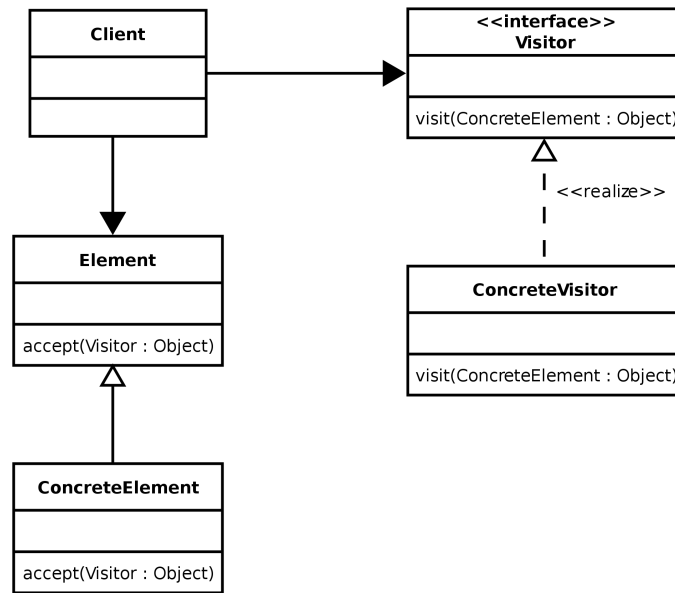 Client
<<interface>>
Visitor
visit(ConcreteElement : Object)
<<realize>>
Element
accept(Visitor : Object)
ConcreteVisitor
visit(ConcreteElement : Object)
ConcreteElement
accept(Visitor : Object)